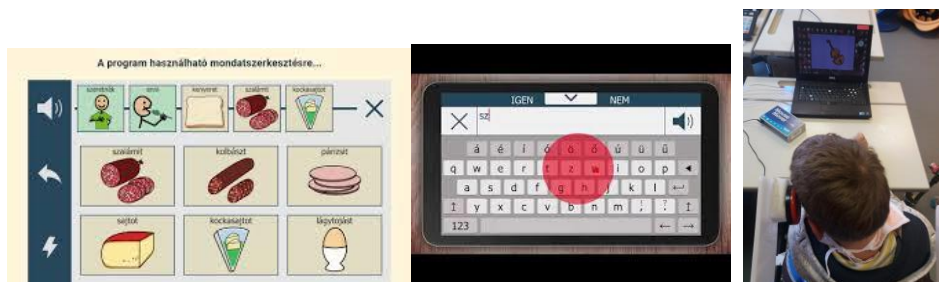 A program használható mondatszerkesztésre...
szeretnék enni kenyeret szalámit kockasajtot
szalámit kolbászt párizsit
sajtot kockasajtot lágytojást
IGEN NEM
sz
á é í ó ö ő ú ü ű
q w e r t z u i o p
a s d f g h j k l
y x c v b n m
123